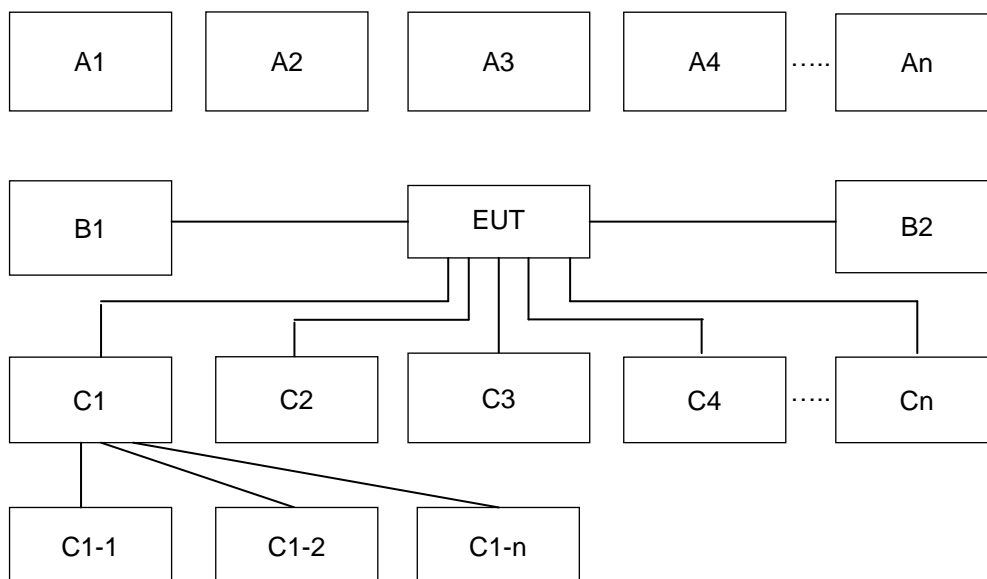 A1 A2 A3 A4 ..... An
B1 EUT B2
C1 C2 C3 C4 ..... Cn
C1-1 C1-2 C1-n